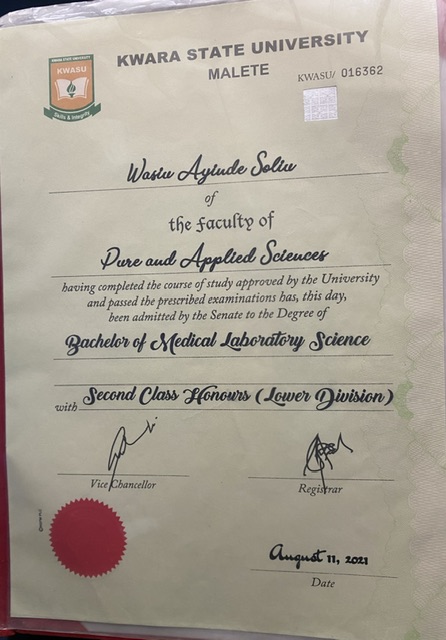 KWARA STATE UNIVERSITY
MALETE
KWASU/ 016362
KWARA STATE UNIVERSITY
KWASU
Skills & Integrity
Wasiu Ayinde Soliu
of
the Faculty of
Pure and Applied Sciences
having completed the course of study approved by the University
and passed the prescribed examinations has, this day,
been admitted by the Senate to the Degree of
Bachelor of Medical Laboratory Science
with Second Class Honours (Lower Division)
Vice Chancellor
Registrar
August 11, 2021
Date